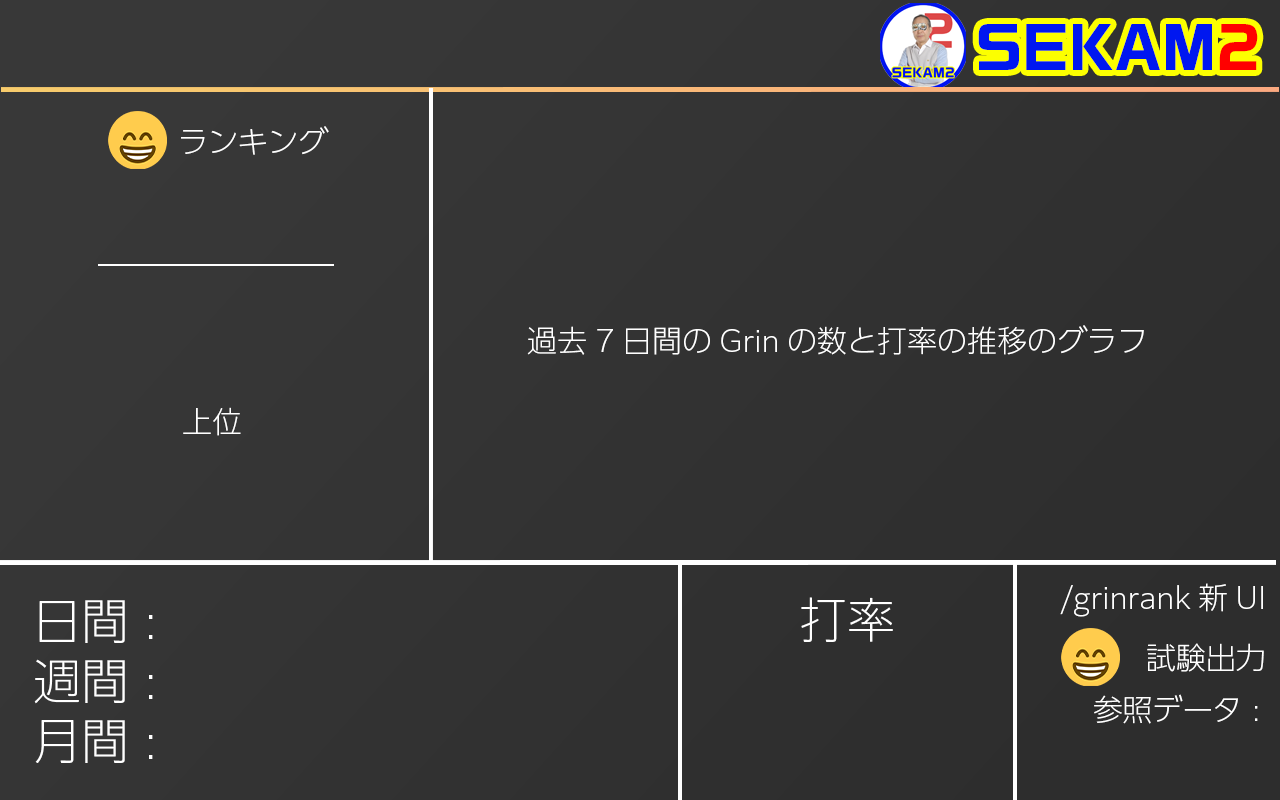 SEKAM2
SEKAM2
ランキング
過去 7 日間の Grin の数と打率の推移のグラフ
上位
日間 :
週間 :
月間 :
打率
/grinrank 新 UI
試験出力
参照データ :